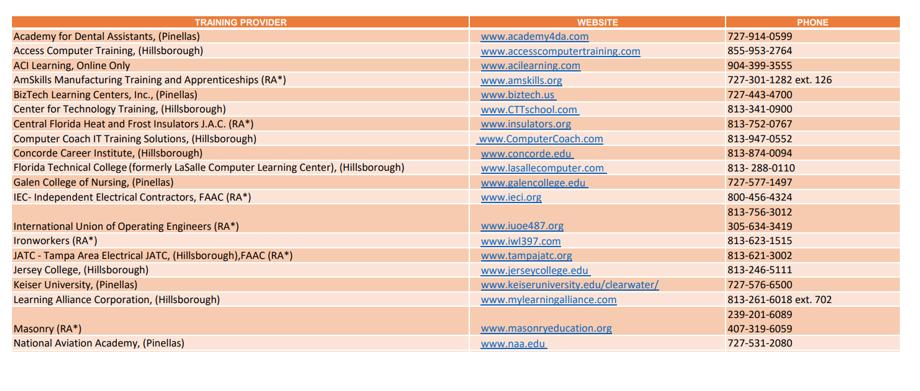 TRAINING PROVIDER WEBSITE PHONE
Academy for Dental Assistants, (Pinellas) www.academy4da.com 727-914-0599
Access Computer Training, (Hillsborough) www.accesscomputertraining.com 855-953-2764
ACI Learning, Online Only www.acilearning.com 904-399-3555
AmSkills Manufacturing Training and Apprenticeships (RA*) www.amskills.org 727-301-1282 ext. 126
BizTech Learning Centers, Inc., (Pinellas) www.biztech.us 727-443-4700
Center for Technology Training, (Hillsborough) www.CTTschool.com 813-341-0900
Central Florida Heat and Frost Insulators J.A.C. (RA*) www.insulators.org 813-752-0767
Computer Coach IT Training Solutions, (Hillsborough) www.ComputerCoach.com 813-947-0552
Concorde Career Institute, (Hillsborough) www.concorde.edu 813-874-0094
Florida Technical College (formerly LaSalle Computer Learning Center), (Hillsborough) www.lasallecomputer.com 813- 288-0110
Galen College of Nursing, (Pinellas) www.galencollege.edu 727-577-1497
IEC- Independent Electrical Contractors, FAAC (RA*) www.ieci.org 800-456-4324
813-756-3012
International Union of Operating Engineers (RA*) www.iuoe487.org 305-634-3419
Ironworkers (RA*) www.iwl397.com 813-623-1515
JATC - Tampa Area Electrical JATC, (Hillsborough),FAAC (RA*) www.tampajatc.org 813-621-3002
Jersey College, (Hillsborough) www.jerseycollege.edu 813-246-5111
Keiser University, (Pinellas) www.keiseruniversity.edu/clearwater/ 727-576-6500
Learning Alliance Corporation, (Hillsborough) www.mylearningalliance.com 813-261-6018 ext. 702
239-201-6089
Masonry (RA*) www.masonryeducation.org 407-319-6059
National Aviation Academy, (Pinellas) www.naa.edu 727-531-2080